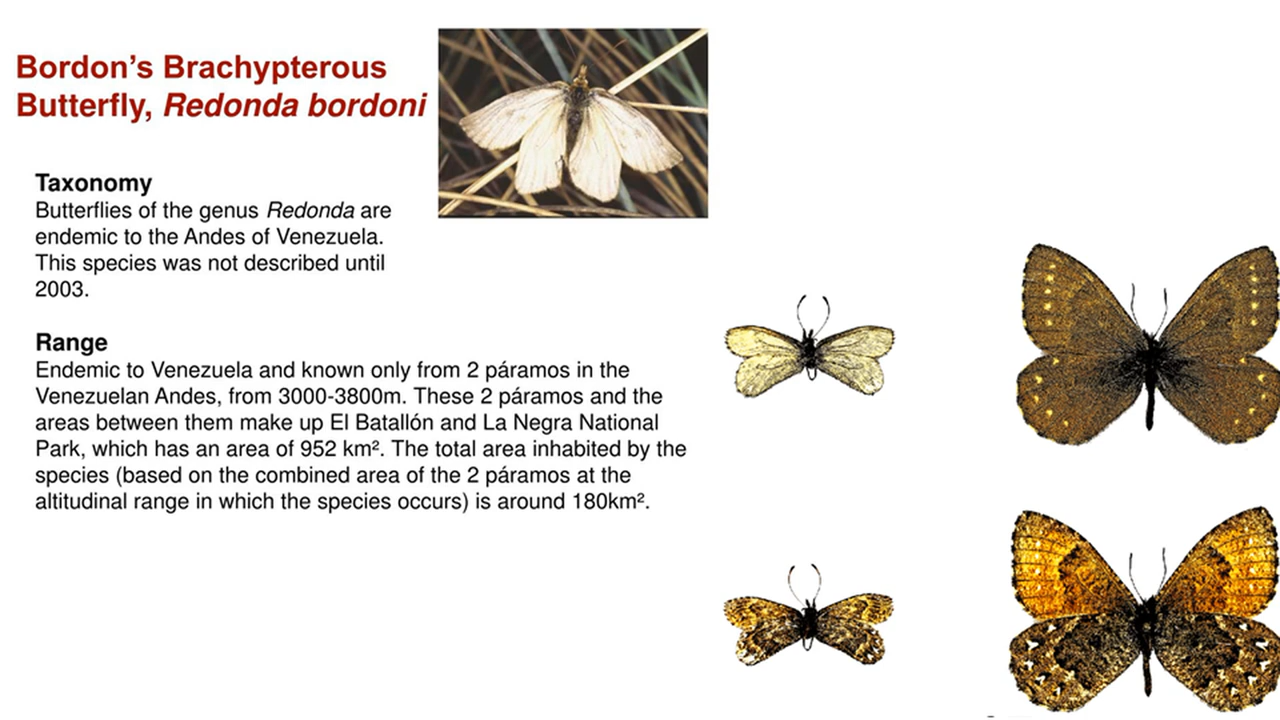 Bordon's Brachypterous
Butterfly, Redonda bordoni
Taxonomy
Butterflies of the genus Redonda are
endemic to the Andes of Venezuela.
This species was not described until
2003.
Range
Endemic to Venezuela and known only from 2 páramos in the
Venezuelan Andes, from 3000-3800m. These 2 páramos and the
areas between them make up El Batallón and La Negra National
Park, which has an area of 952 km². The total area inhabited by the
species (based on the combined area of the 2 páramos at the
altitudinal range in which the species occurs) is around 180km².